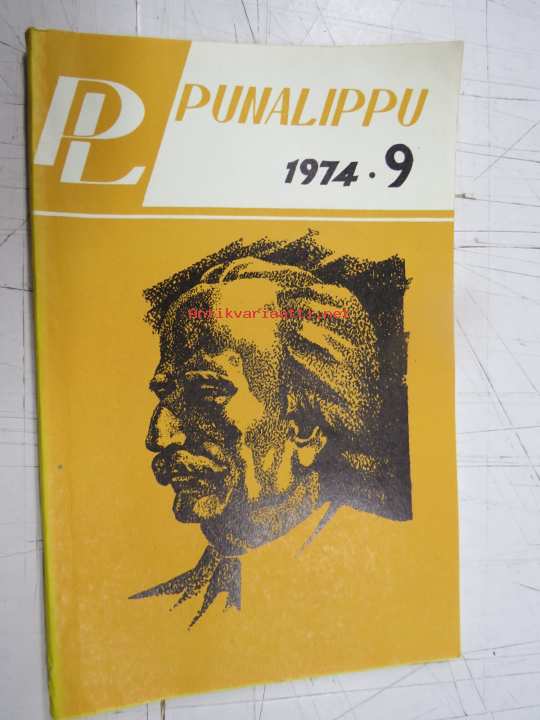 PL
PUNALIPPU
1974 · 9
Antikvariaatti.net